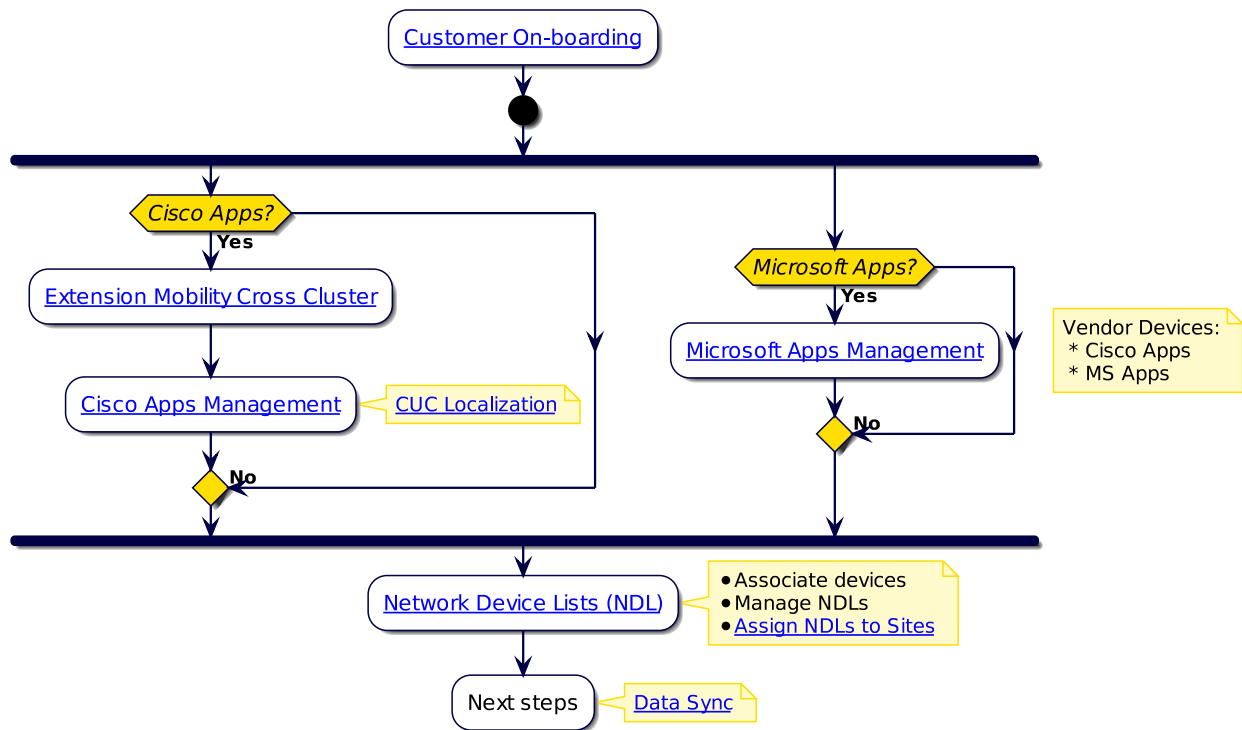 Customer On-boarding
Cisco Apps?
Yes
Extension Mobility Cross Cluster
Cisco Apps Management
CUC Localization
No
Microsoft Apps?
Yes
Microsoft Apps Management
No
Vendor Devices:
* Cisco Apps
* MS Apps
Network Device Lists (NDL)
• Associate devices
• Manage NDLs
• Assign NDLs to Sites
Next steps
Data Sync